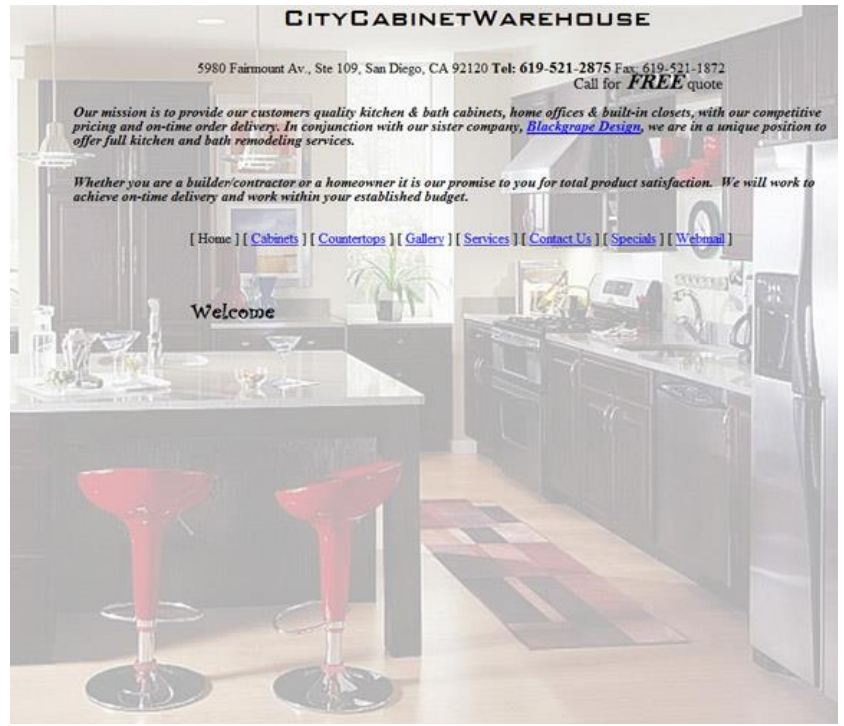 CityCabinetWarehouse
5980 Fairmount Av., Ste 109, San Diego, CA 92120 Tel: 619-521-2875 Fax: 619-521-1872
Call for FREE quote
Our mission is to provide our customers quality kitchen & bath cabinets, home offices & built-in closets, with our competitive
pricing and on-time order delivery. In conjunction with our sister company, Blackgrape Design, we are in a unique position to
offer full kitchen and bath remodeling services.
Whether you are a builder/contractor or a homeowner it is our promise to you for total product satisfaction.  We will work to
achieve on-time delivery and work within your established budget.
[ Home ] [ Cabinets ] [ Countertops ] [ Gallery ] [ Services ] [ Contact Us ] [ Specials ] [ Webmail ]
Welcome